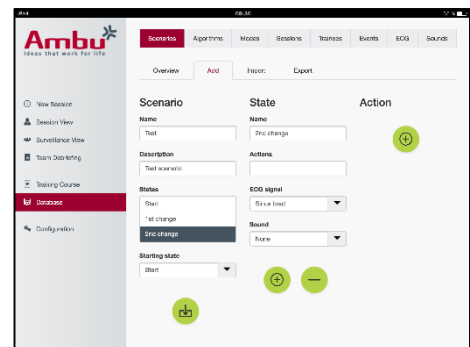 iPad
08:30
Ambu
Ideas that work for life
New Session
Session View
Surveillance View
Team Debriefing
Training Course
Database
Configuration
Scenarios Algorithms Modes Sessions Trainees Events ECG Sounds
Overview Add Import Export
Scenario
Name
Test
Description
Test scenario
States
Start
1st change
2nd change
Starting state
Start
State
Name
2nd change
Actions
ECG signal
Sinus beat
Sound
None
Action